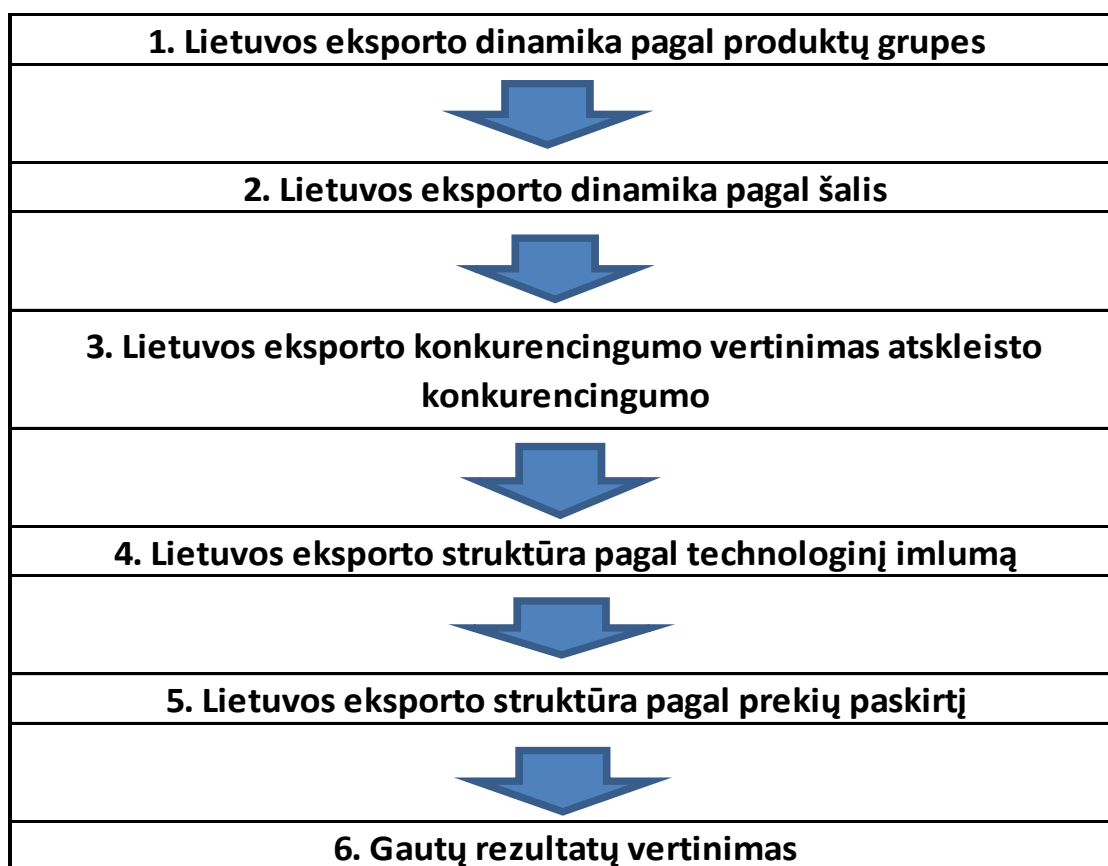 1. Lietuvos eksporto dinamika pagal produktų grupes
2. Lietuvos eksporto dinamika pagal šalis
3. Lietuvos eksporto konkurencingumo vertinimas atskleisto
konkurencingumo
4. Lietuvos eksporto struktūra pagal technologinį imlumą
5. Lietuvos eksporto struktūra pagal prekių paskirtį
6. Gautų rezultatų vertinimas